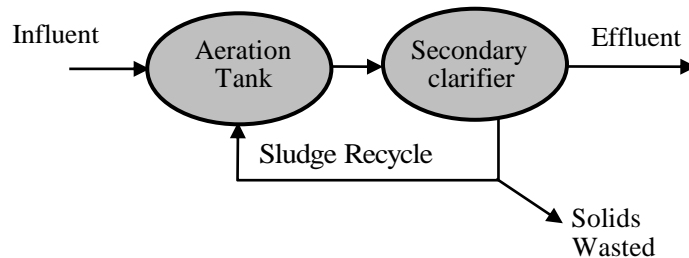 Influent
Aeration
Tank
Secondary
clarifier
Effluent
Sludge Recycle
Solids
Wasted